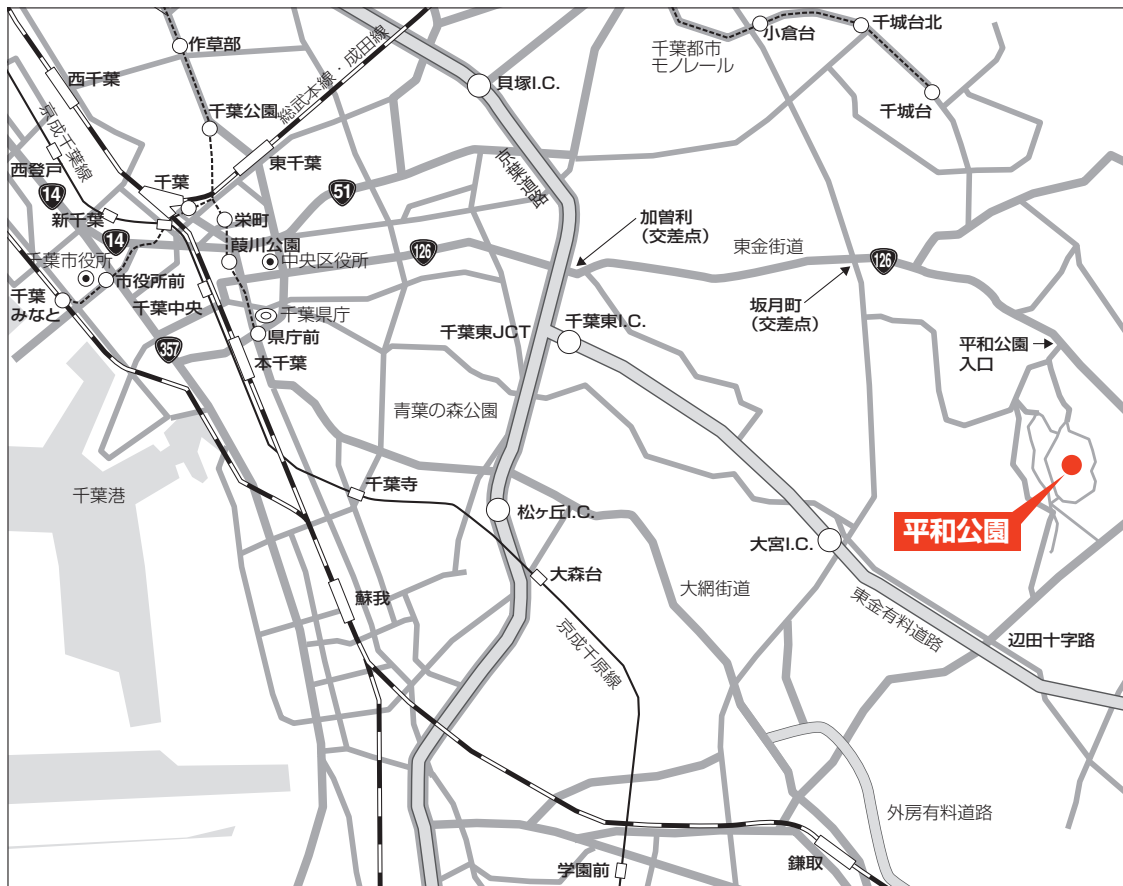 作草部
西千葉
千葉公園
総武本線・成田線
京成千葉線
東千葉
西登戸
千葉
14
51
新千葉
栄町
14
葭川公園
126
千葉市役所
中央区役所
市役所前
千葉
みなと
千葉中央
千葉県庁
県庁前
357
本千葉
貝塚I.C.
京葉道路
千葉都市
モノレール
小倉台
千城台北
千城台
加曽利
(交差点)
東金街道
126
坂月町
(交差点)
千葉東JCT
千葉東I.C.
平和公園
入口
青葉の森公園
千葉港
千葉寺
松ヶ丘I.C.
平和公園
大宮I.C.
大森台
大網街道
蘇我
京成千原線
東金有料道路
辺田十字路
外房有料道路
学園前
鎌取